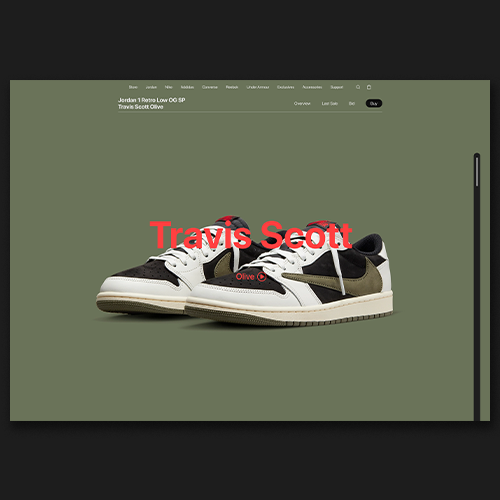 Store Jordan Nike Adidas Converse Reebok Under Armour Exclusives Accessories Support
Jordan 1 Retro Low OG SP
Travis Scott Olive
Overview Last Sale Bid Buy
Travis Scott
Olive